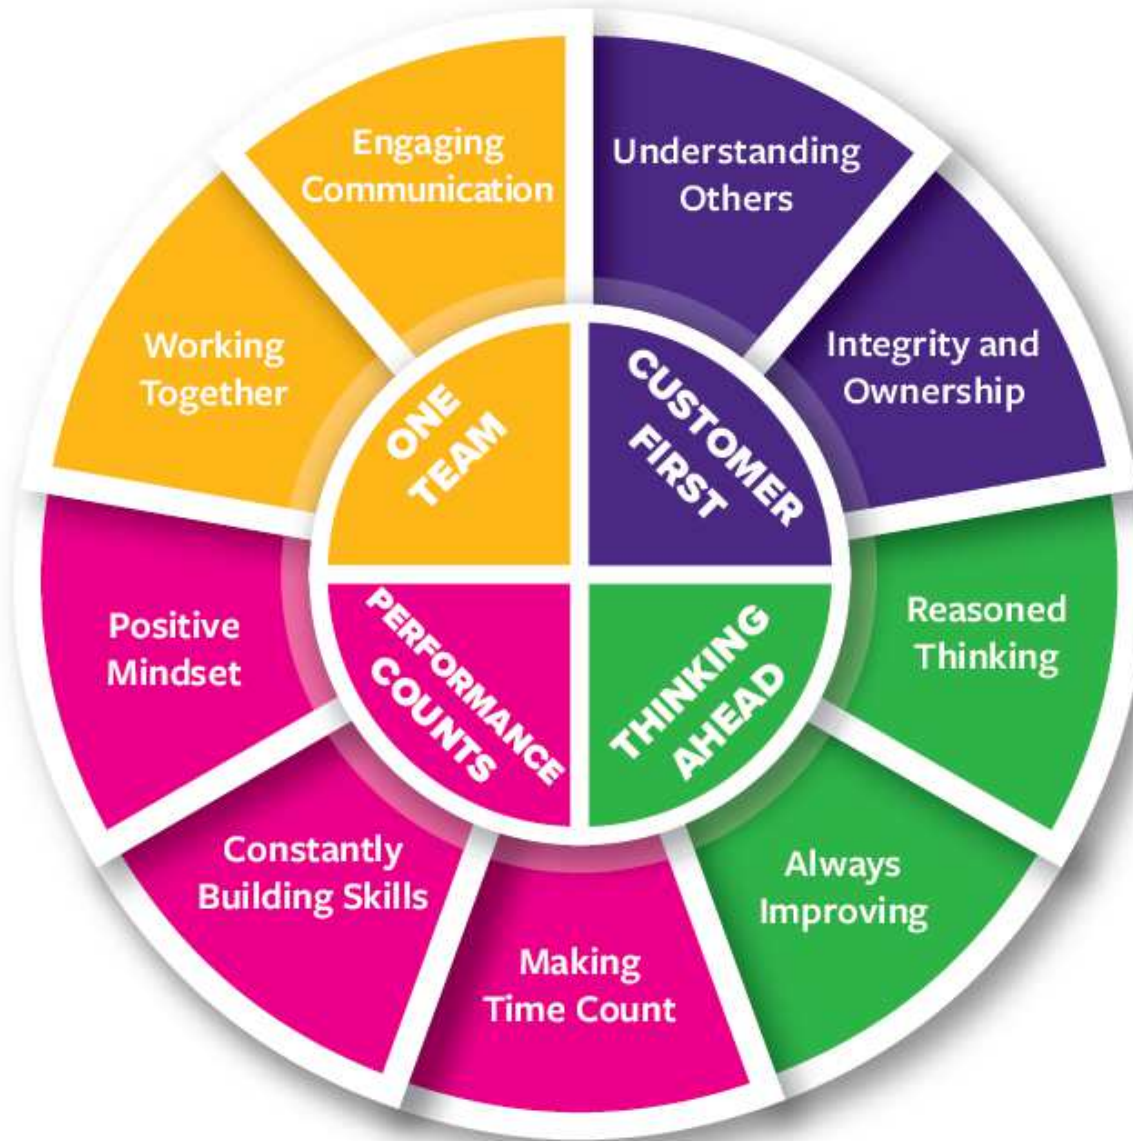 Engaging
Communication
Understanding
Others
Integrity and
Ownership
Reasoned
Thinking
Always
Improving
Making
Time Count
Constantly
Building Skills
Positive
Mindset
Working
Together
ONE
TEAM
CUSTOMER
FIRST
THINKING
AHEAD
PERFORMANCE
COUNTS